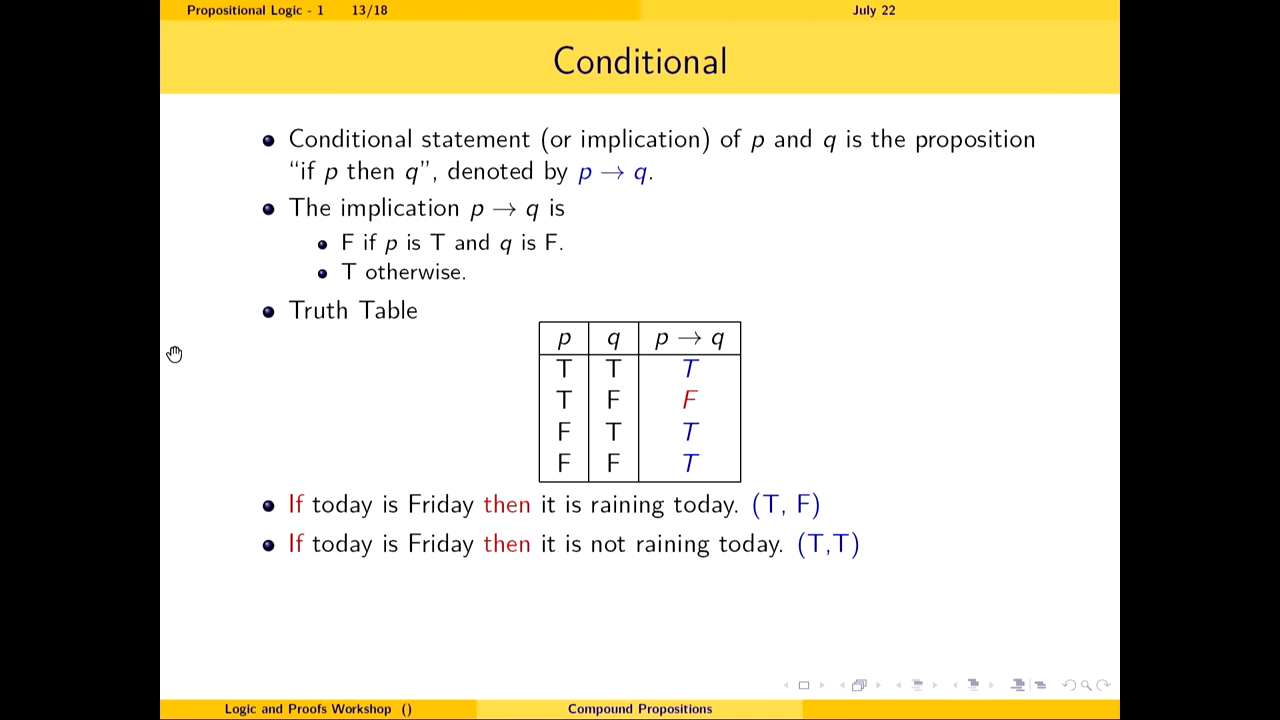 Propositional Logic - 1 13/18 July 22
Conditional
Conditional statement (or implication) of p and q is the proposition
“if p then q”, denoted by p → q.
The implication p → q is
F if p is T and q is F.
T otherwise.
Truth Table
p q p → q
T T T
T F F
F T T
F F T
If today is Friday then it is raining today. (T, F)
If today is Friday then it is not raining today. (T,T)
Logic and Proofs Workshop () Compound Propositions